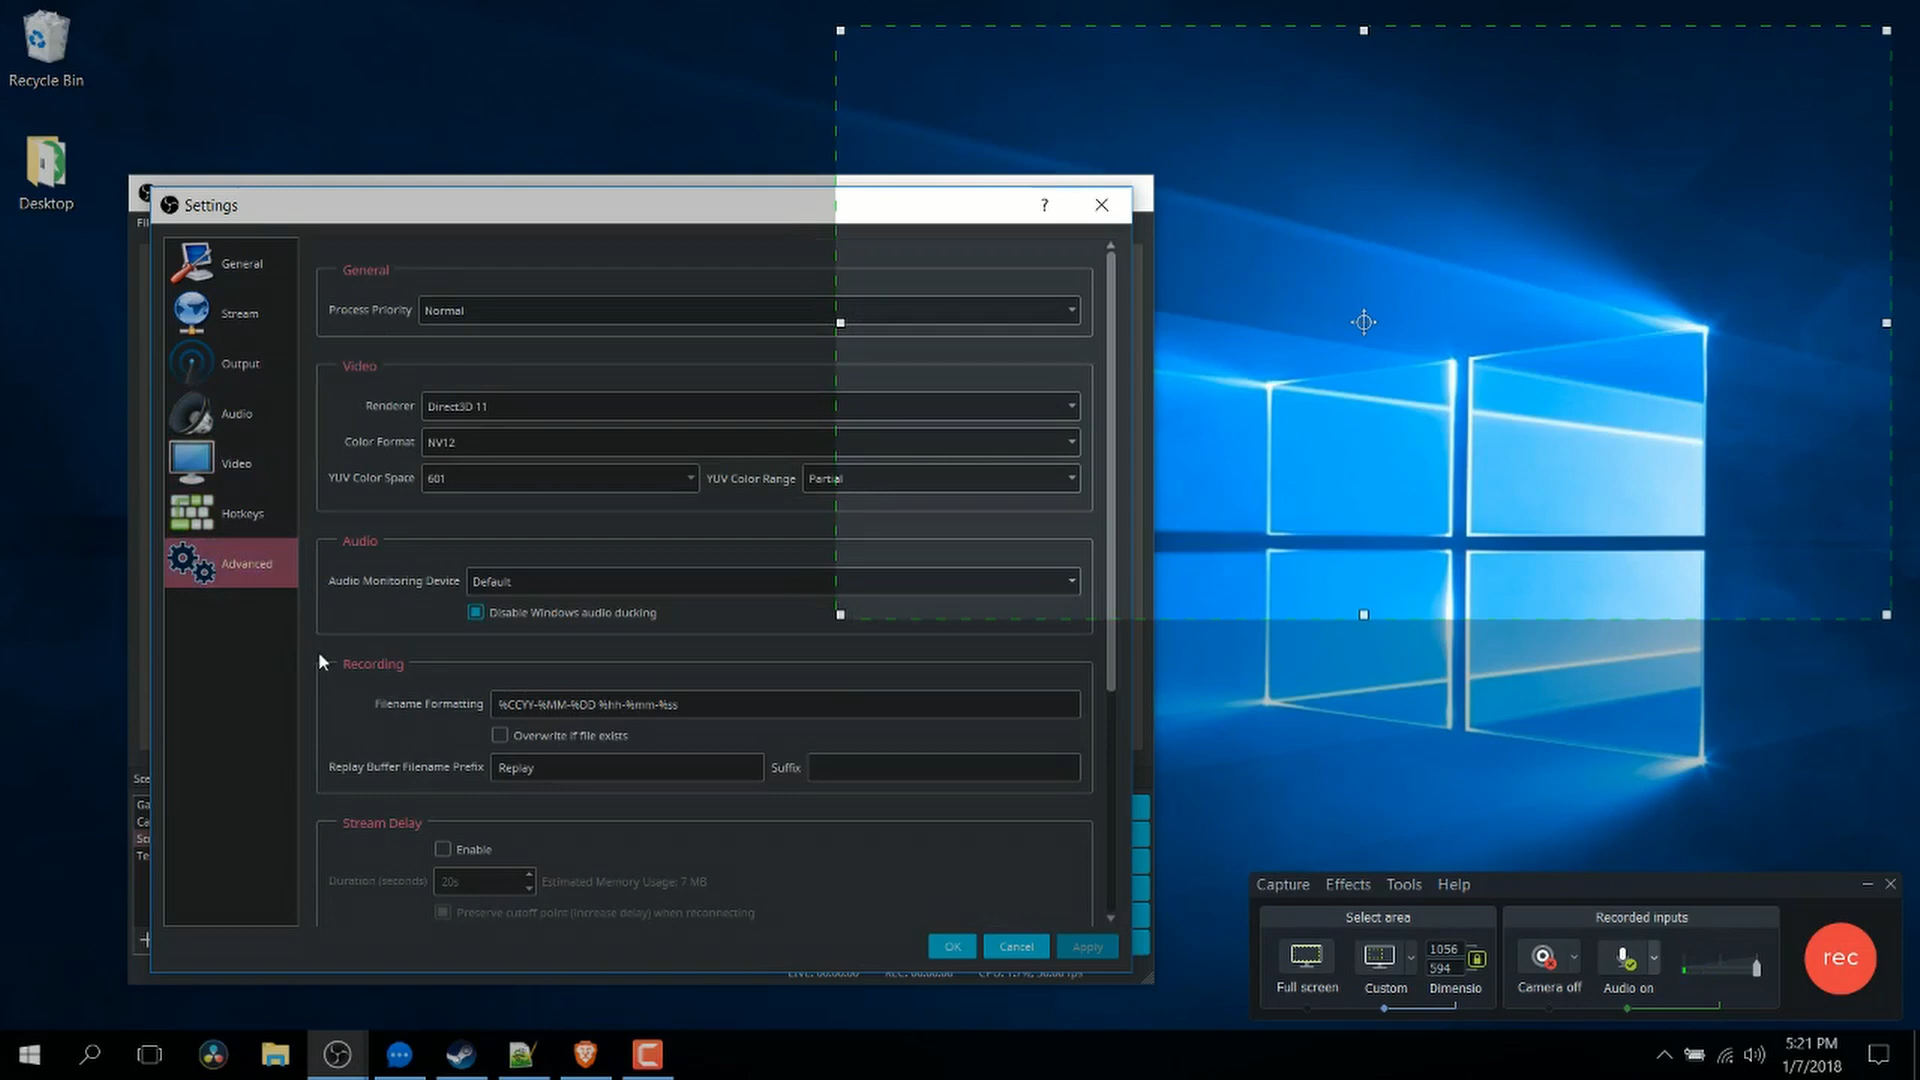 Recycle Bin
Desktop
Settings
?
General
Stream
Output
Audio
Video
Hotkeys
Advanced
General
Process Priority Normal
Video
Renderer Direct3D 11
Color Format NV12
YUV Color Space 601 YUV Color Range Partial
Audio
Audio Monitoring Device Default
Disable Windows audio ducking
Recording
Filename Formatting %CCYY-%MM-%DD %hh-%mm-%ss
Overwrite if file exists
Replay Buffer Filename Prefix Replay Suffix
Stream Delay
Enable
Duration (seconds) 20s Estimated Memory Usage: 7 MB
Preserve cutoff point (increase delay) when reconnecting
OK Cancel Apply
Capture Effects Tools Help
Select area
Full screen
Custom
1056
594
Dimensio
Recorded inputs
Camera off
Audio on
rec
5:21 PM
1/7/2018